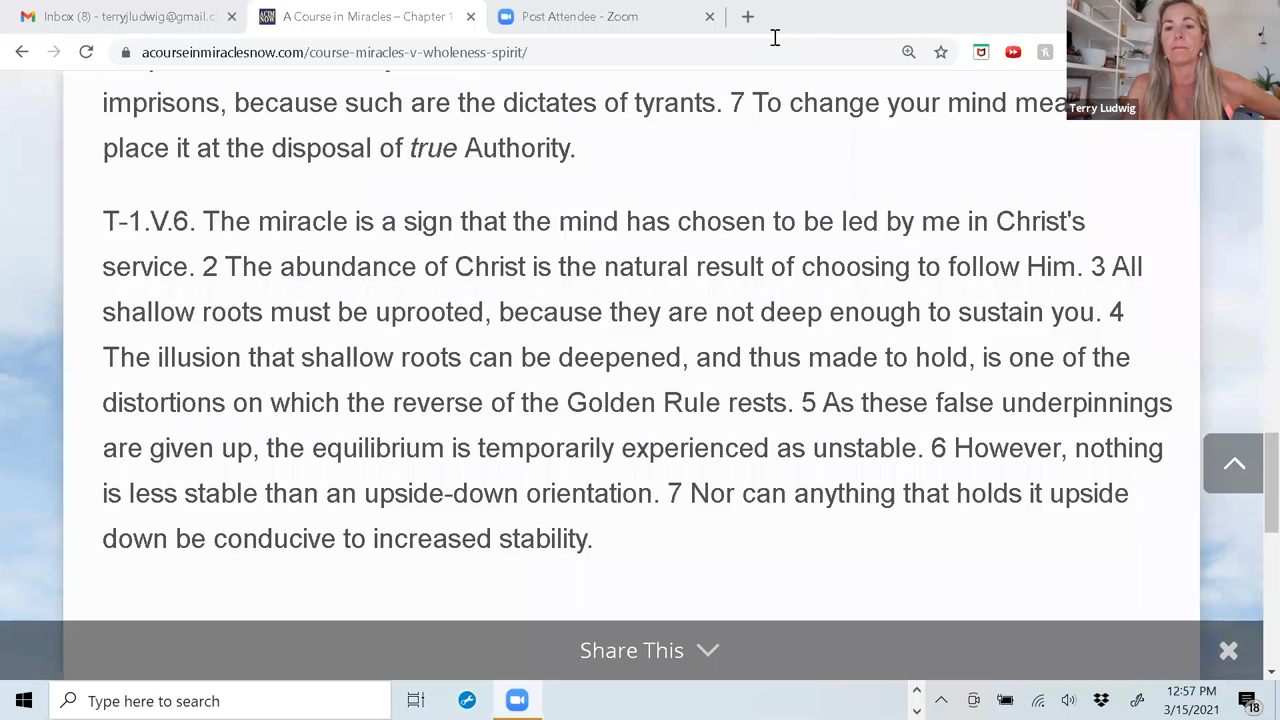 Inbox (8) - terryjludwig@gmail.c
A Course in Miracles – Chapter 1
Post Attendee - Zoom
acourseinmiraclesnow.com/course-miracles-v-wholeness-spirit/
Terry Ludwig
imprisons, because such are the dictates of tyrants. 7 To change your mind
place it at the disposal of true Authority.
T-1.V.6. The miracle is a sign that the mind has chosen to be led by me in Christ's
service. 2 The abundance of Christ is the natural result of choosing to follow Him. 3 All
shallow roots must be uprooted, because they are not deep enough to sustain you. 4
The illusion that shallow roots can be deepened, and thus made to hold, is one of the
distortions on which the reverse of the Golden Rule rests. 5 As these false underpinnings
are given up, the equilibrium is temporarily experienced as unstable. 6 However, nothing
is less stable than an upside-down orientation. 7 Nor can anything that holds it upside
down be conducive to increased stability.
Share This
Type here to search
12:57 PM
3/15/2021
18